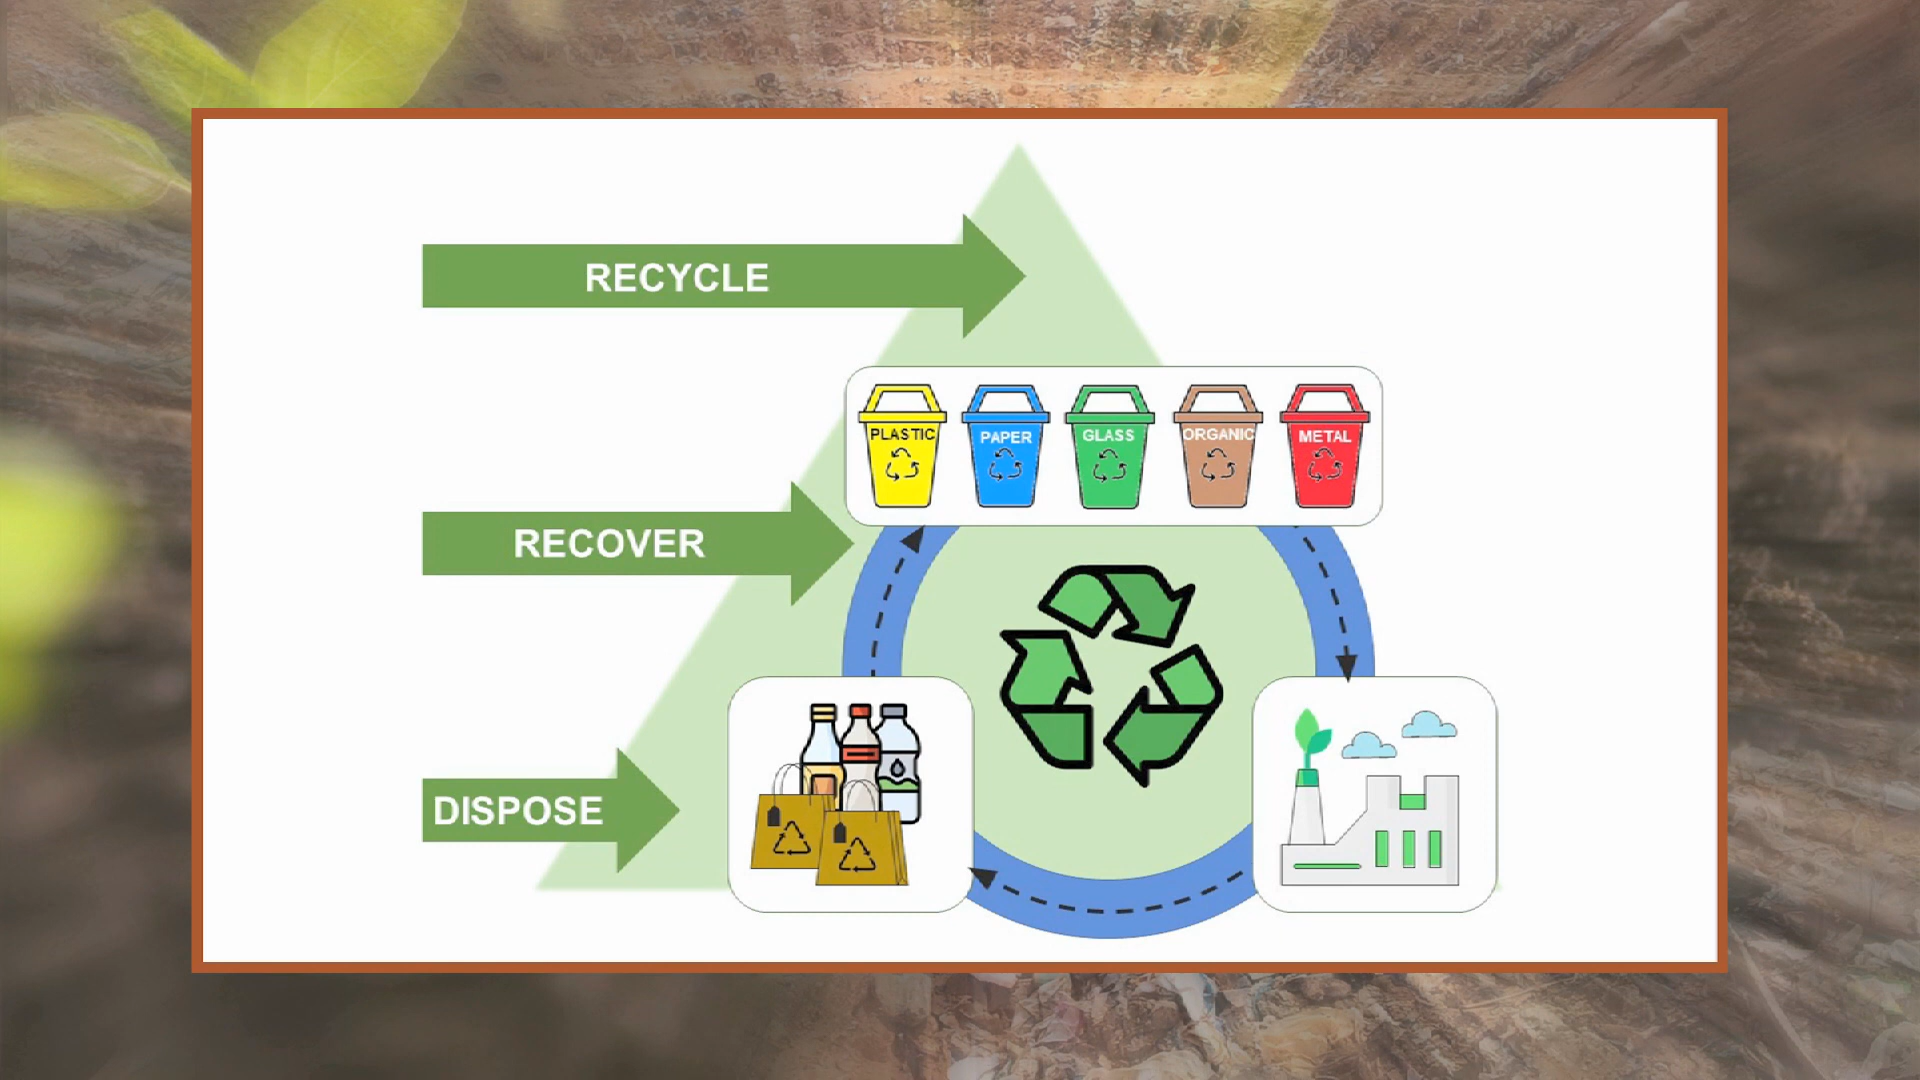 RECYCLE
PLASTIC
PAPER
GLASS
ORGANIC
METAL
RECOVER
DISPOSE